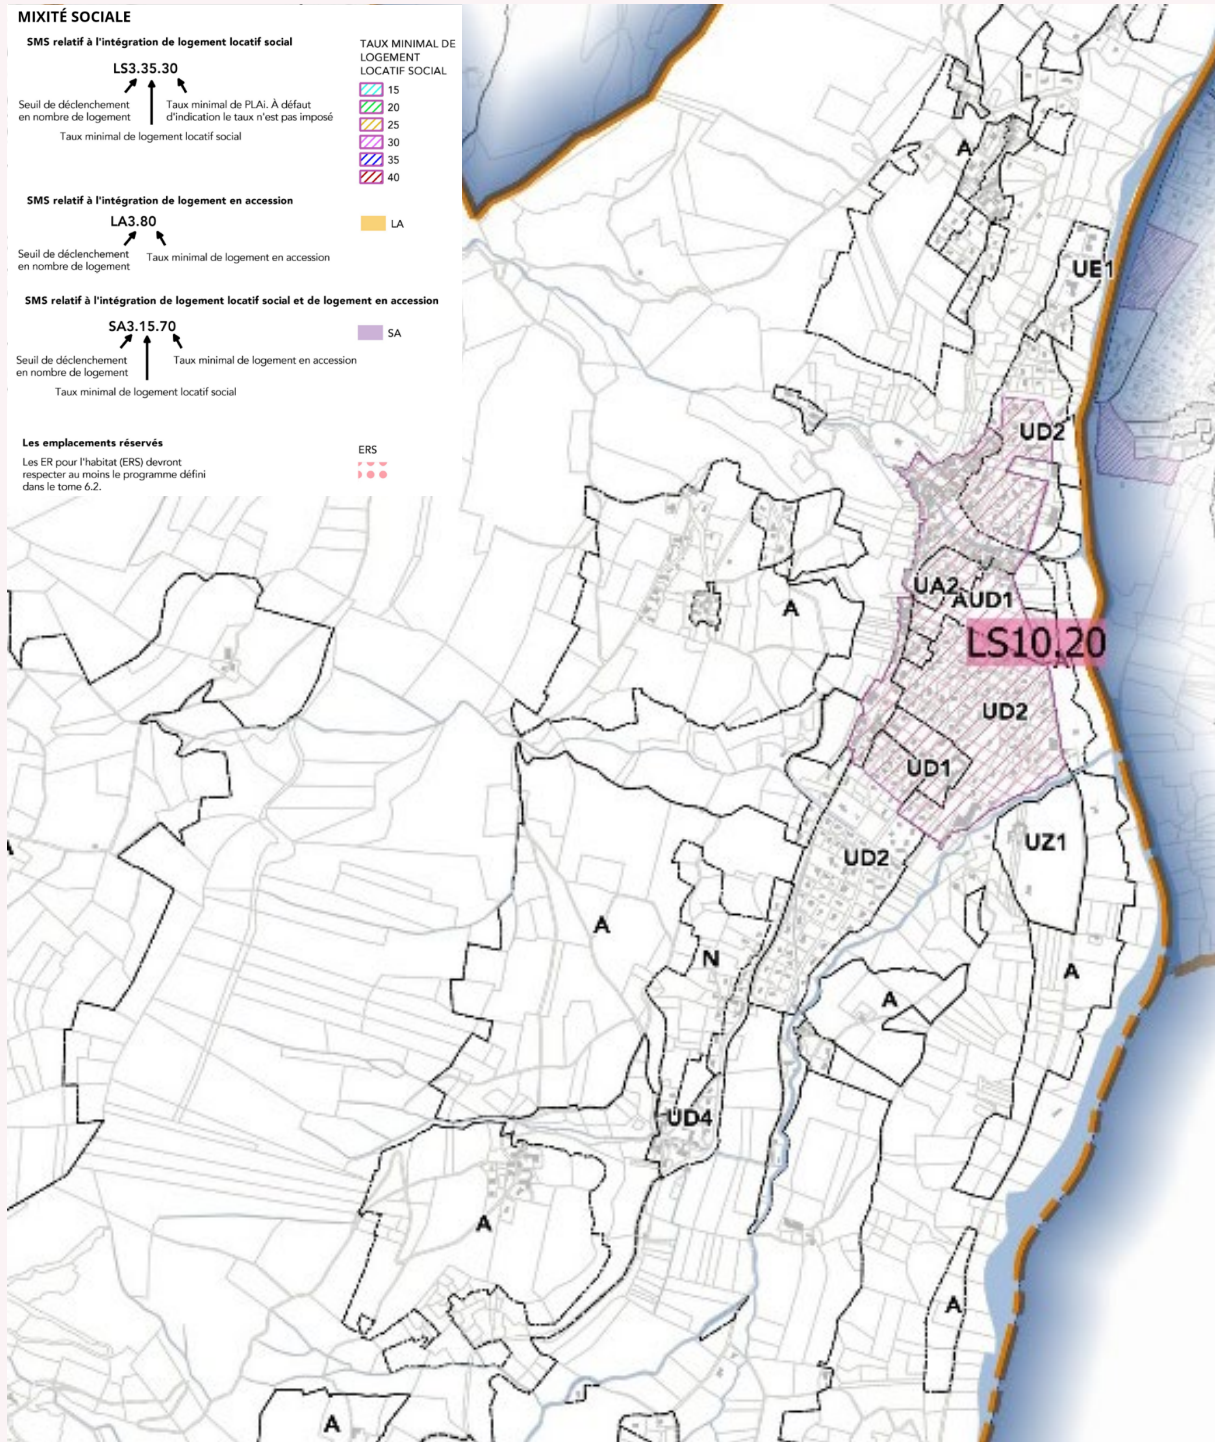 MIXITÉ SOCIALE
SMS relatif à l'intégration de logement locatif social
LS3.35.30
Seuil de déclenchement
en nombre de logement
Taux minimal de PLAi. À défaut
d'indication le taux n'est pas imposé
Taux minimal de logement locatif social
TAUX MINIMAL DE
LOGEMENT
LOCATIF SOCIAL
15
20
25
30
35
40
SMS relatif à l'intégration de logement en accession
LA3.80
Seuil de déclenchement
en nombre de logement
Taux minimal de logement en accession
LA
SMS relatif à l'intégration de logement locatif social et de logement en accession
SA3.15.70
Seuil de déclenchement
en nombre de logement
Taux minimal de logement en accession
Taux minimal de logement locatif social
SA
Les emplacements réservés
Les ER pour l'habitat (ERS) devront
respecter au moins le programme défini
dans le tome 6.2.
ERS
A
UE1
UD2
UA2
AUD1
A
LS10.20
UD2
UD1
UZ1
UD2
A
N
A
A
UD4
A
A
A